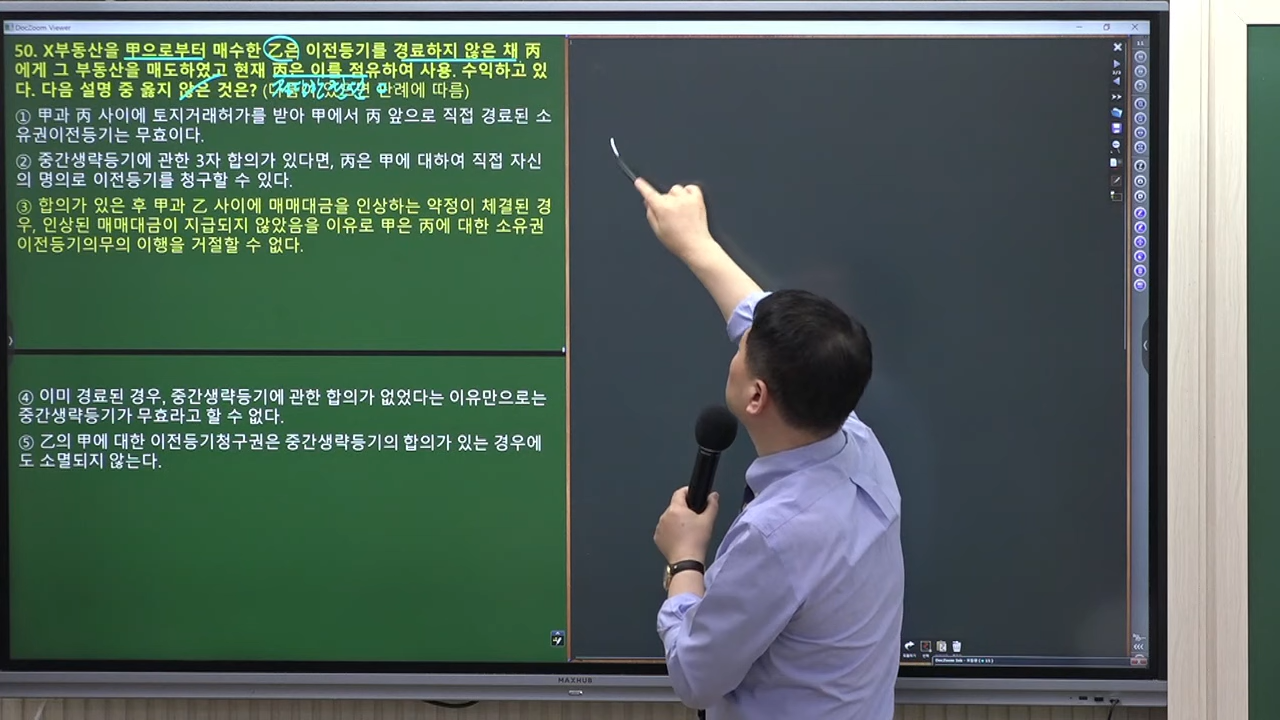 DocZoom Viewer
50. X부동산을 甲으로부터 매수한 乙은 이전등기를 경료하지 않은 채 丙
에게 그 부동산을 매도하였고 현재 丙은 이를 점유하여 사용. 수익하고 있
다. 다음 설명 중 옳지 않은 것은? (다툼이 있으면 판례에 따름)
① 甲과 丙 사이에 토지거래허가를 받아 甲에서 丙 앞으로 직접 경료된 소
유권이전등기는 무효이다.
② 중간생략등기에 관한 3자 합의가 있다면, 丙은 甲에 대하여 직접 자신
의 명의로 이전등기를 청구할 수 있다.
③ 합의가 있은 후 甲과 乙 사이에 매매대금을 인상하는 약정이 체결된 경
우, 인상된 매매대금이 지급되지 않았음을 이유로 甲은 丙에 대한 소유권
이전등기의무의 이행을 거절할 수 없다.
④ 이미 경료된 경우, 중간생략등기에 관한 합의가 없었다는 이유만으로는
중간생략등기가 무효라고 할 수 없다.
⑤ 乙의 甲에 대한 이전등기청구권은 중간생략등기의 합의가 있는 경우에
도 소멸되지 않는다.
MAXHUB